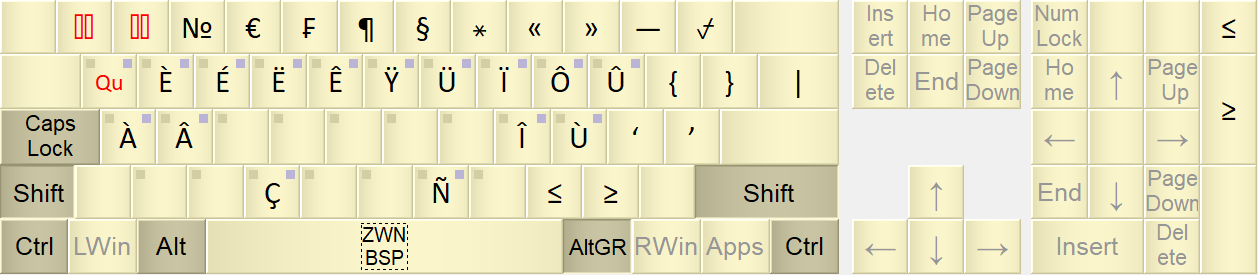 № € ₣ ¶ § ⁎ « » — ⌿ Ins ert Ho me Page Up Num Lock ≤
Qu È É Ë Ê Ÿ Ü Ï Ô Û { } | Del ete End Page Down Ho me ↑ Page Up ≥
Caps Lock À Â Î Ù ‘ ’ ← →
Shift Ç Ñ ≤ ≥ Shift ↑ End ↓ Page Down
Ctrl LWin Alt ZWN BSP AltGR RWin Apps Ctrl ← ↓ → Insert Del ete